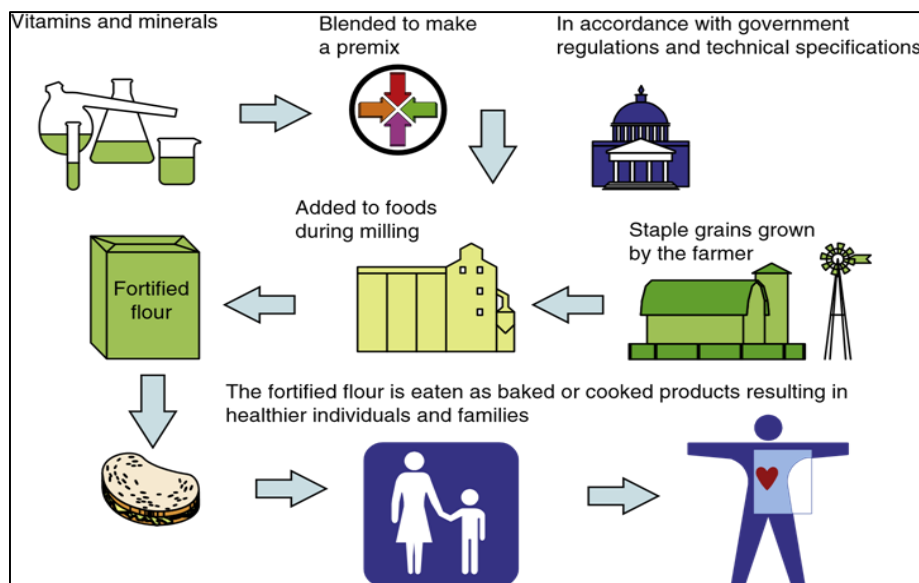 Vitamins and minerals
Blended to make
a premix
In accordance with government
regulations and technical specifications
Added to foods
during milling
Staple grains grown
by the farmer
Fortified
flour
The fortified flour is eaten as baked or cooked products resulting in
healthier individuals and families